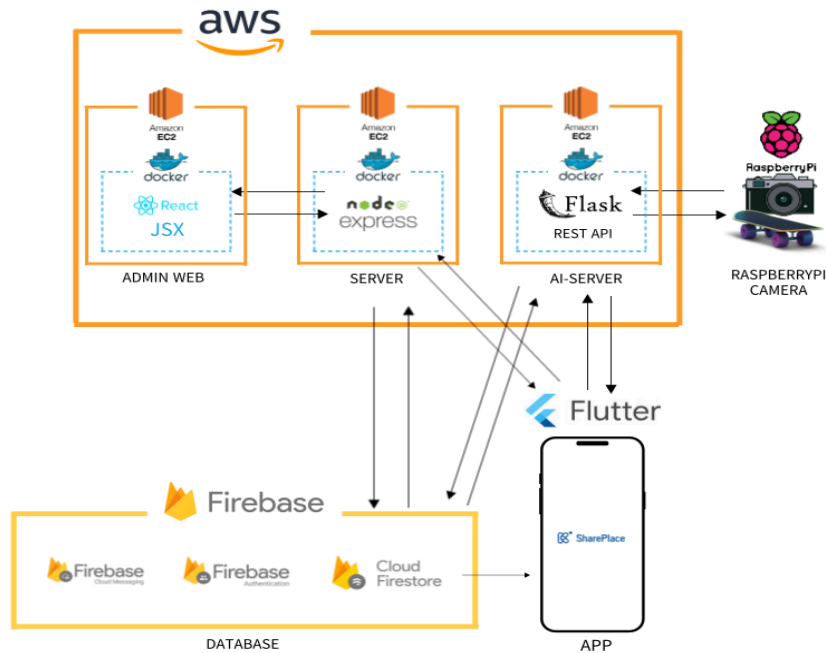 aws
Amazon
EC2
docker
React
JSX
ADMIN WEB
Amazon
EC2
docker
node
express
SERVER
Amazon
EC2
docker
Flask
REST API
AI-SERVER
RaspberryPi
RASPBERRYPI
CAMERA
Flutter
SharePlace
APP
Firebase
Firebase
Cloud Messaging
Firebase
Authentication
Cloud
Firestore
DATABASE